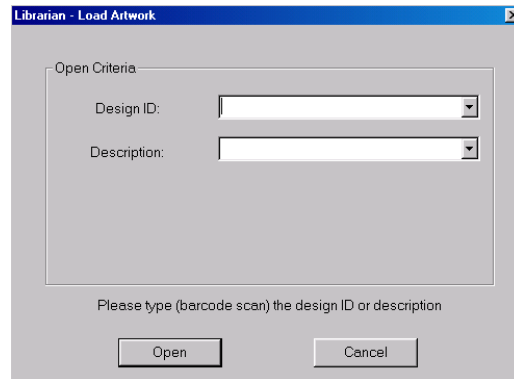 Librarian - Load Artwork
Open Criteria
Design ID:
Description:
Please type (barcode scan) the design ID or description
Open Cancel